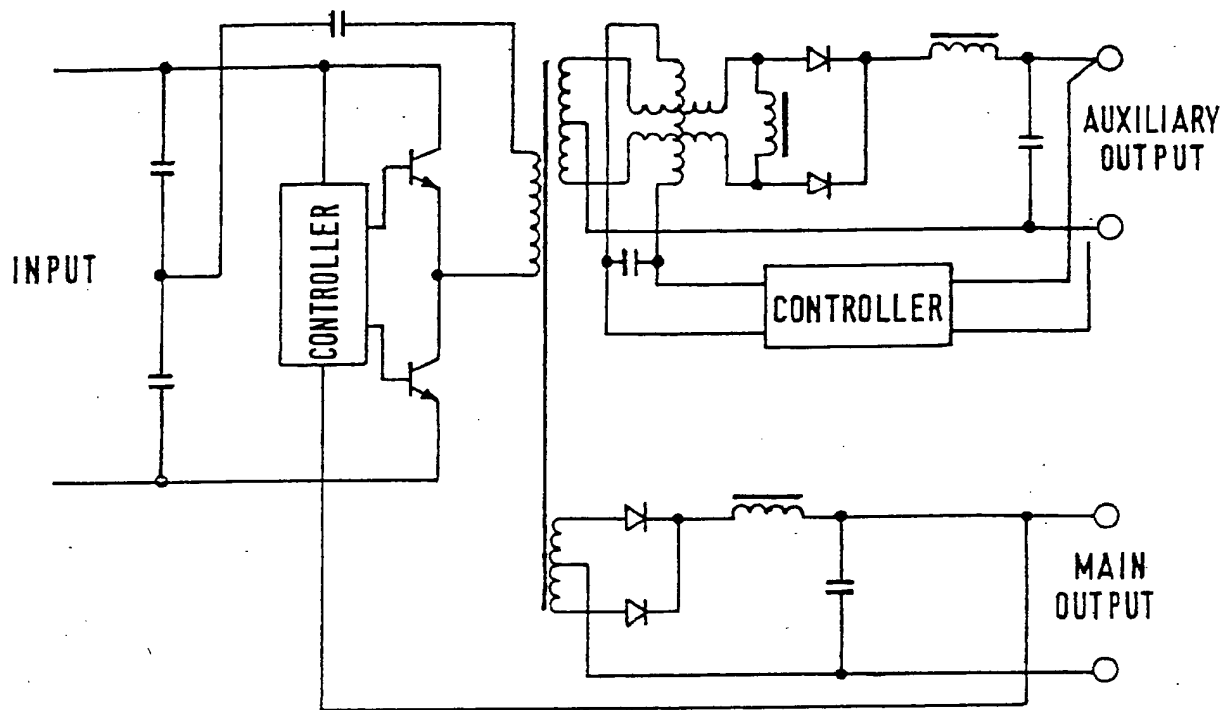 AUXILIARY
OUTPUT
INPUT
CONTROLLER
CONTROLLER
MAIN
OUTPUT